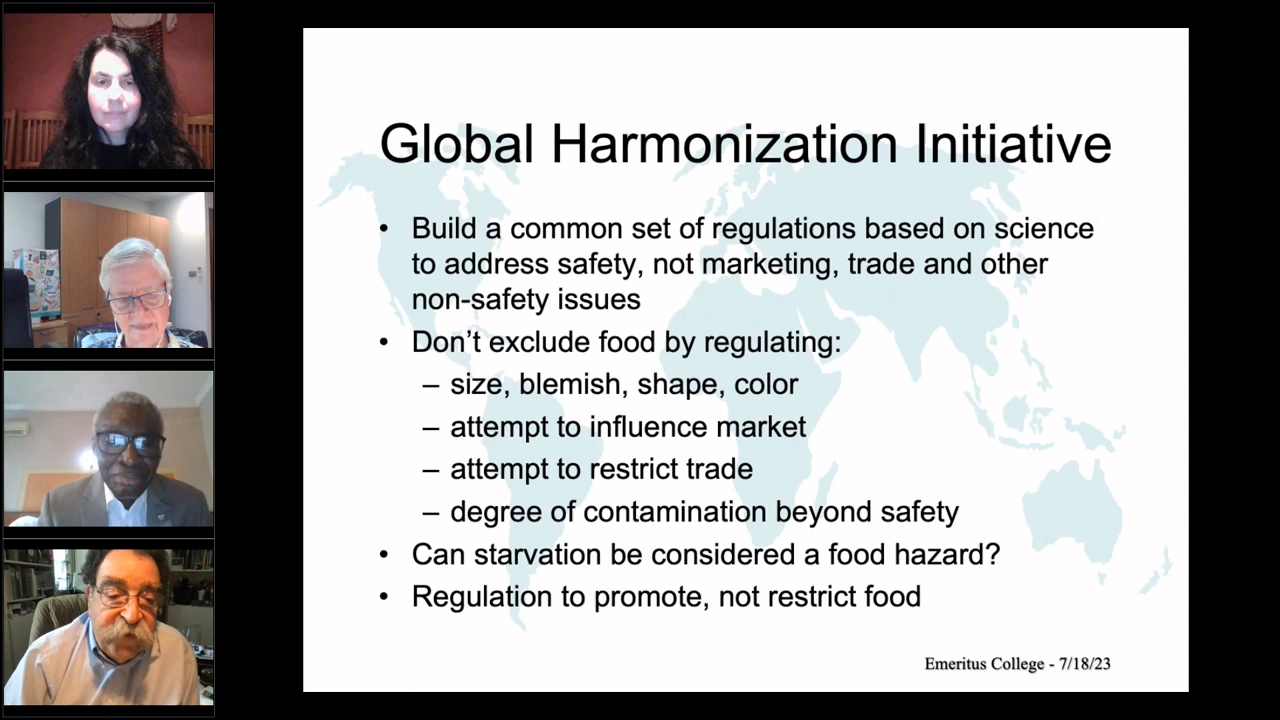 Global Harmonization Initiative
• Build a common set of regulations based on science
to address safety, not marketing, trade and other
non-safety issues
• Don’t exclude food by regulating:
– size, blemish, shape, color
– attempt to influence market
– attempt to restrict trade
– degree of contamination beyond safety
• Can starvation be considered a food hazard?
• Regulation to promote, not restrict food
Emeritus College - 7/18/23